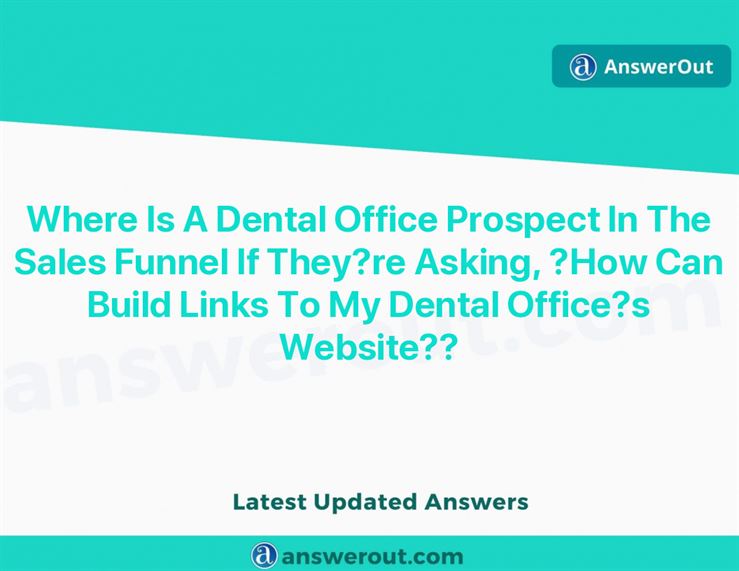 AnswerOut
Where Is A Dental Office Prospect In The
Sales Funnel If They?re Asking, ?How Can
Build Links To My Dental Office?s
Website??
answerout.com
Latest Updated Answers
answerout.com